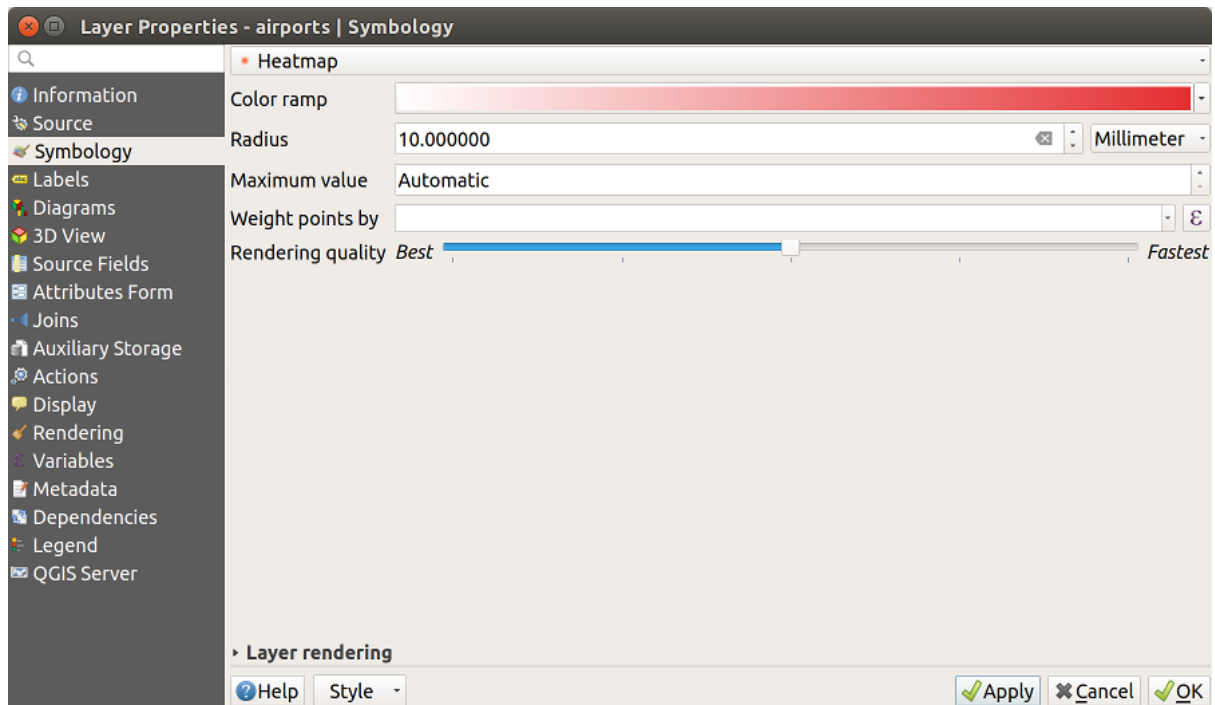 Layer Properties - airports | Symbology
Information
Source
Symbology
Labels
Diagrams
3D View
Source Fields
Attributes Form
Joins
Auxiliary Storage
Actions
Display
Rendering
Variables
Metadata
Dependencies
Legend
QGIS Server
Heatmap
Color ramp
Radius 10.000000 Millimeter
Maximum value Automatic
Weight points by ε
Rendering quality Best Fastest
Layer rendering
Help Style Apply Cancel OK